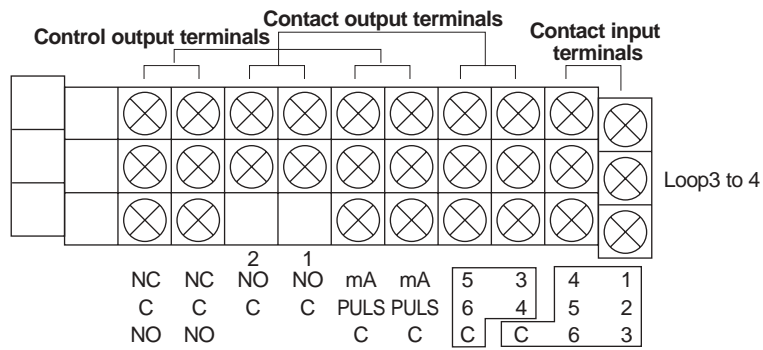 Contact output terminals
Control output terminals
Contact input
terminals
Loop3 to 4
2 1
NC NC NO NO mA mA 5 3 4 1
C C C C PULS PULS 6 4 5 2
NO NO C C C C 6 3